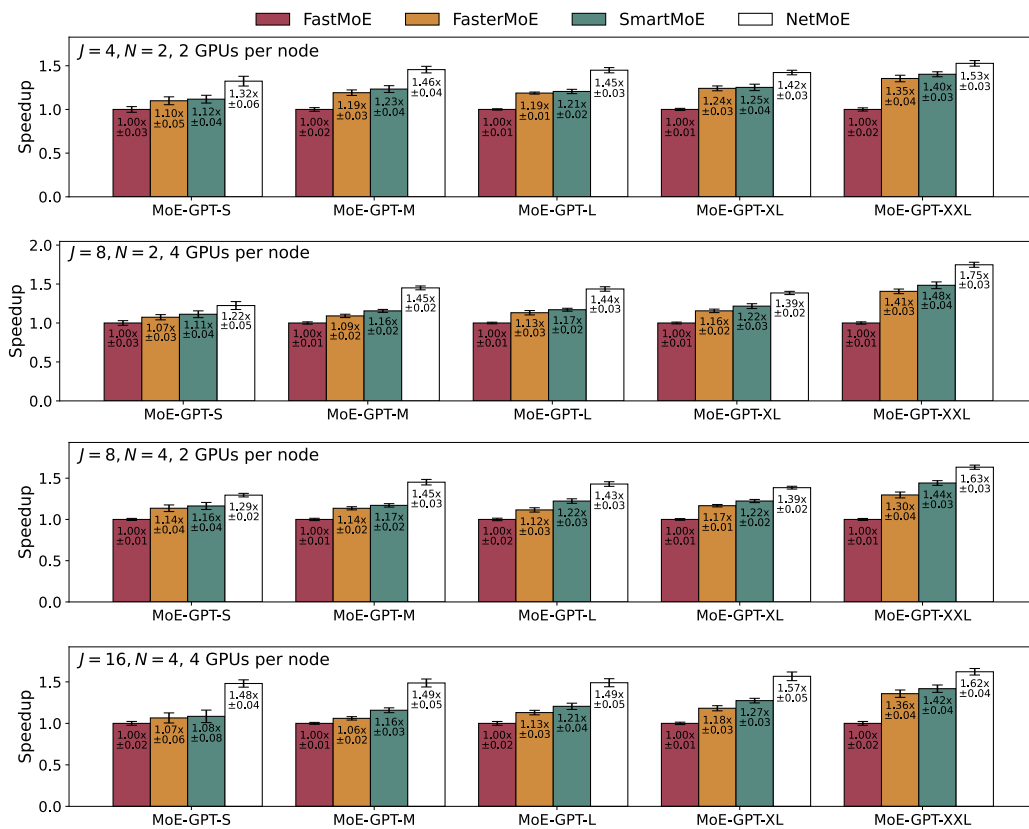 FastMoE FasterMoE SmartMoE NetMoE
J = 4, N = 2, 2 GPUs per node
Speedup
1.5
1.0
0.5
0.0
1.00x ±0.03 1.10x ±0.05 1.12x ±0.04 1.32x ±0.06
1.00x ±0.02 1.19x ±0.03 1.23x ±0.04 1.46x ±0.04
1.00x ±0.01 1.19x ±0.01 1.21x ±0.02 1.45x ±0.03
1.00x ±0.01 1.24x ±0.03 1.25x ±0.04 1.42x ±0.03
1.00x ±0.02 1.35x ±0.04 1.40x ±0.03 1.53x ±0.03
MoE-GPT-S MoE-GPT-M MoE-GPT-L MoE-GPT-XL MoE-GPT-XXL
J = 8, N = 2, 4 GPUs per node
Speedup
2.0
1.5
1.0
0.5
0.0
1.00x ±0.03 1.07x ±0.03 1.11x ±0.04 1.22x ±0.05
1.00x ±0.01 1.09x ±0.02 1.16x ±0.02 1.45x ±0.02
1.00x ±0.01 1.13x ±0.03 1.17x ±0.02 1.44x ±0.03
1.00x ±0.01 1.16x ±0.02 1.22x ±0.03 1.39x ±0.02
1.00x ±0.01 1.41x ±0.03 1.48x ±0.04 1.75x ±0.03
MoE-GPT-S MoE-GPT-M MoE-GPT-L MoE-GPT-XL MoE-GPT-XXL
J = 8, N = 4, 2 GPUs per node
Speedup
1.5
1.0
0.5
0.0
1.00x ±0.01 1.14x ±0.04 1.16x ±0.04 1.29x ±0.02
1.00x ±0.01 1.14x ±0.02 1.17x ±0.02 1.45x ±0.03
1.00x ±0.02 1.12x ±0.03 1.22x ±0.03 1.43x ±0.03
1.00x ±0.01 1.17x ±0.01 1.22x ±0.02 1.39x ±0.02
1.00x ±0.01 1.30x ±0.04 1.44x ±0.03 1.63x ±0.03
MoE-GPT-S MoE-GPT-M MoE-GPT-L MoE-GPT-XL MoE-GPT-XXL
J = 16, N = 4, 4 GPUs per node
Speedup
1.5
1.0
0.5
0.0
1.00x ±0.02 1.07x ±0.06 1.08x ±0.08 1.48x ±0.04
1.00x ±0.01 1.06x ±0.02 1.16x ±0.03 1.49x ±0.05
1.00x ±0.02 1.13x ±0.03 1.21x ±0.04 1.49x ±0.05
1.00x ±0.01 1.18x ±0.03 1.27x ±0.03 1.57x ±0.05
1.00x ±0.02 1.36x ±0.04 1.42x ±0.04 1.62x ±0.04
MoE-GPT-S MoE-GPT-M MoE-GPT-L MoE-GPT-XL MoE-GPT-XXL